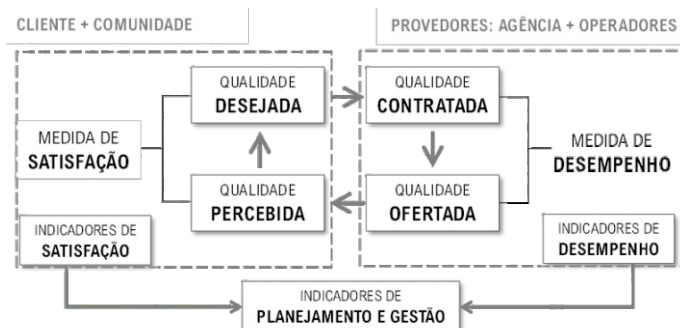 CLIENTE + COMUNIDADE
PROVEDORES: AGÊNCIA + OPERADORES
QUALIDADE
DESEJADA
QUALIDADE
CONTRATADA
MEDIDA DE
SATISFAÇÃO
MEDIDA DE
DESEMPENHO
QUALIDADE
PERCEBIDA
QUALIDADE
OFERTADA
INDICADORES DE
SATISFAÇÃO
INDICADORES DE
DESEMPENHO
INDICADORES DE
PLANEJAMENTO E GESTÃO